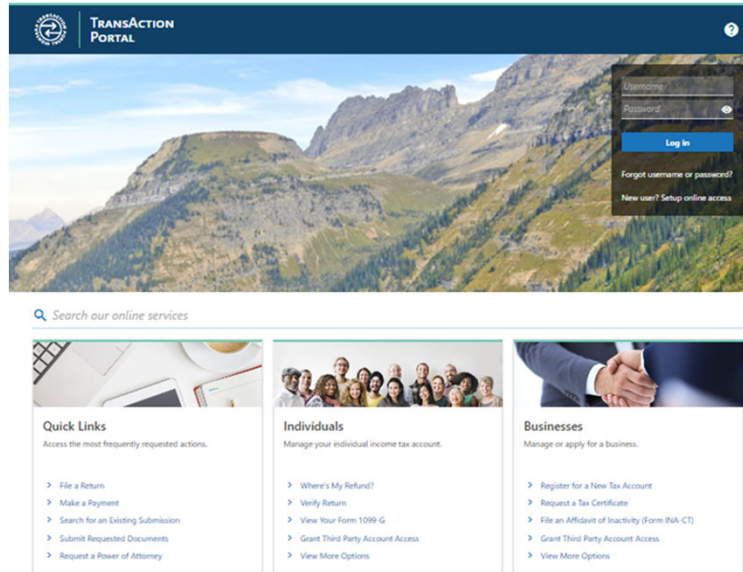 TRANSACTION
PORTAL
?
Username
Password
Log in
Forgot username or password?
New user? Setup online access
Search our online services
Quick Links
Access the most frequently requested actions.
File a Return
Make a Payment
Search for an Existing Submission
Submit Requested Documents
Request a Power of Attorney
Individuals
Manage your individual income tax account.
Where's My Refund?
Verify Return
View Your Form 1099-G
Grant Third Party Account Access
View More Options
Businesses
Manage or apply for a business.
Register for a New Tax Account
Request a Tax Certificate
File an Affidavit of Inactivity (Form INA-CT)
Grant Third Party Account Access
View More Options